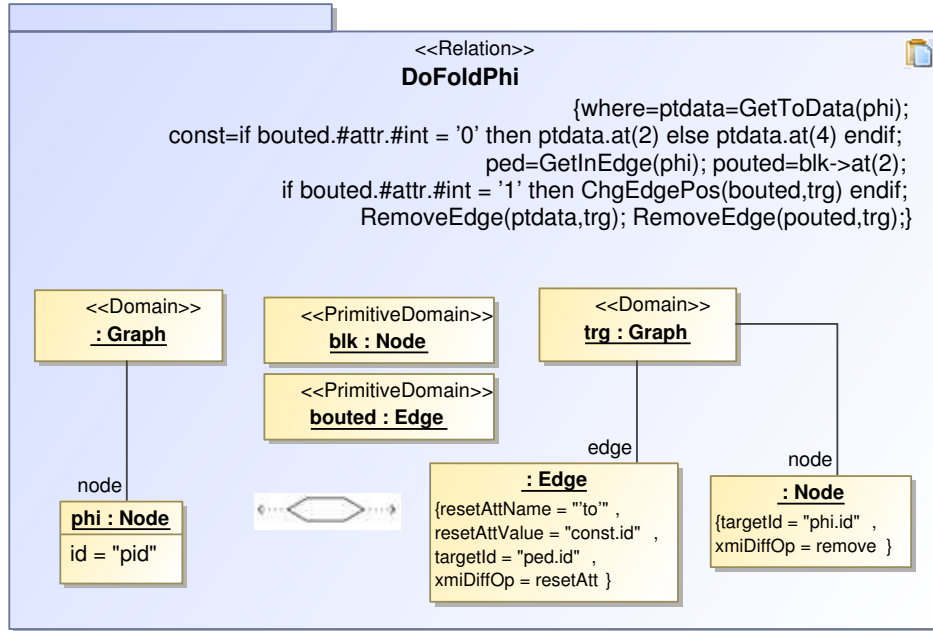 <<Relation>>
DoFoldPhi
{where=ptdata=GetToData(phi);
const=if bouted.#attr.#int = '0' then ptdata.at(2) else ptdata.at(4) endif;
ped=GetInEdge(phi); pouted=blk->at(2);
if bouted.#attr.#int = '1' then ChgEdgePos(bouted,trg) endif;
RemoveEdge(ptdata,trg); RemoveEdge(pouted,trg);}
<<Domain>>
: Graph
<<PrimitiveDomain>>
blk : Node
<<PrimitiveDomain>>
bouted : Edge
<<Domain>>
trg : Graph
node
phi : Node
id = "pid"
edge
: Edge
{resetAttName = "'to'" ,
resetAttValue = "const.id" ,
targetId = "ped.id" ,
xmiDiffOp = resetAtt }
node
: Node
{targetId = "phi.id" ,
xmiDiffOp = remove }